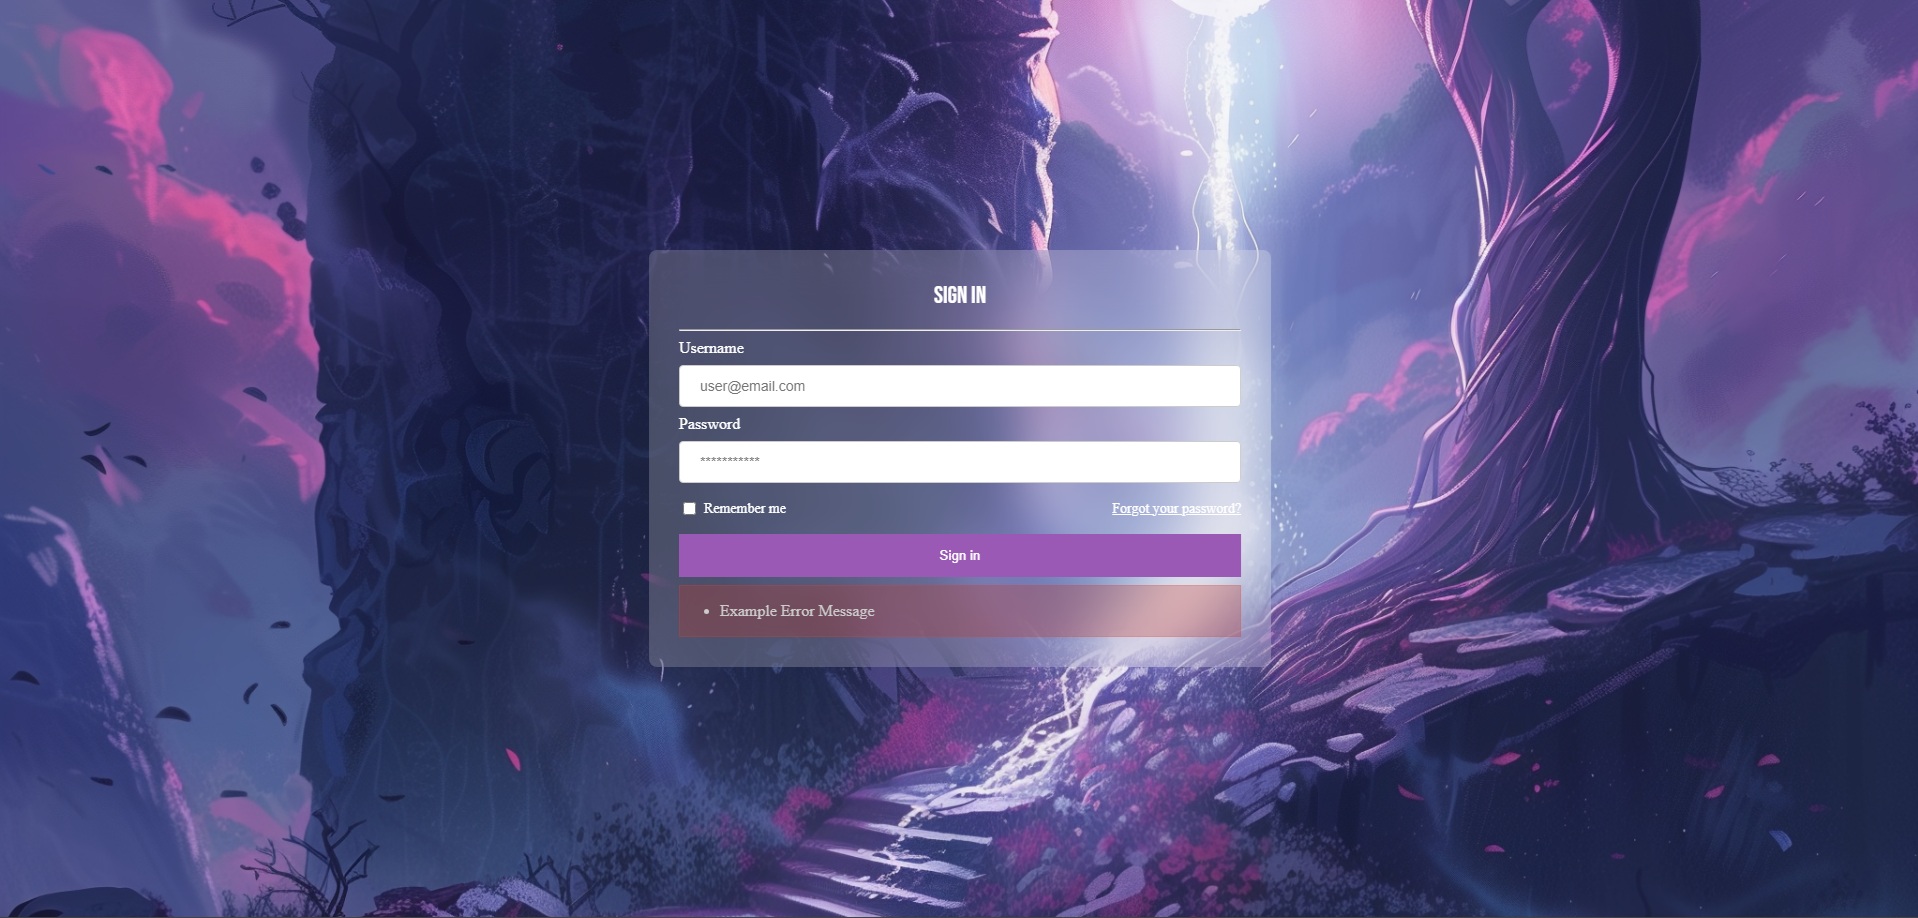 SIGN IN
Username
user@email.com
Password
***********
Remember me
Forgot your password?
Sign in
• Example Error Message